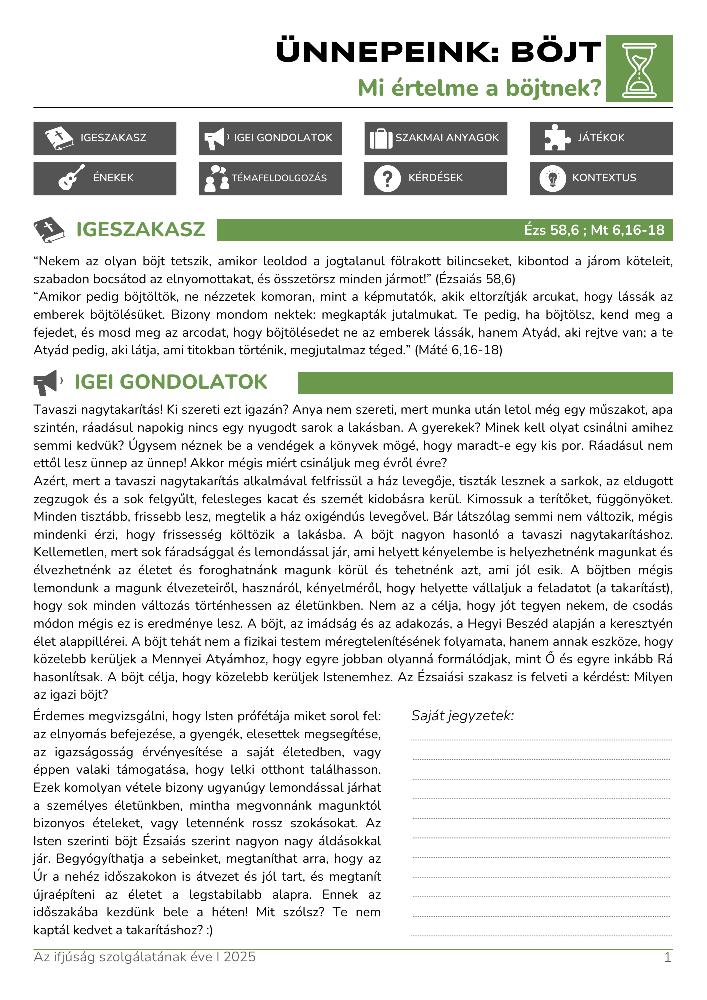 ÜNNEPEINK: BÖJT
Mi értelme a böjtnek?
IGESZAKASZ
IGEI GONDOLATOK
SZAKMAI ANYAGOK
JÁTÉKOK
ÉNEKEK
TÉMAFELDOLGOZÁS
KÉRDÉSEK
KONTEXTUS
IGESZAKASZ
Ézs 58,6 ; Mt 6,16-18
“Nekem az olyan böjt tetszik, amikor leoldod a jogtalanul fölrakott bilincseket, kibontod a járom köteleit,
szabadon bocsátod az elnyomottakat, és összetörsz minden jármot!” (Ézsaiás 58,6)
“Amikor pedig böjtöltök, ne nézzetek komoran, mint a képmutatók, akik eltorzítják arcukat, hogy lássák az
emberek böjtölésüket. Bizony mondom nektek: megkapták jutalmukat. Te pedig, ha böjtölsz, kend meg a
fejedet, és mosd meg az arcodat, hogy böjtölésedet ne az emberek lássák, hanem Atyád, aki rejtve van; a te
Atyád pedig, aki látja, ami titokban történik, megjutalmaz téged.” (Máté 6,16-18)
IGEI GONDOLATOK
Tavaszi nagytakarítás! Ki szereti ezt igazán? Anya nem szereti, mert munka után letol még egy műszakot, apa
szintén, ráadásul napokig nincs egy nyugodt sarok a lakásban. A gyerekek? Minek kell olyat csinálni amihez
semmi kedvük? Úgysem néznek be a vendégek a könyvek mögé, hogy maradt-e egy kis por. Ráadásul nem
ettől lesz ünnep az ünnep! Akkor mégis miért csináljuk meg évről évre?
Azért, mert a tavaszi nagytakarítás alkalmával felfrissül a ház levegője, tiszták lesznek a sarkok, az eldugott
zegzugok és a sok felgyűlt, felesleges kacat és szemét kidobásra kerül. Kimossuk a terítőket, függönyöket.
Minden tisztább, frissebb lesz, megtelik a ház oxigéndús levegővel. Bár látszólag semmi nem változik, mégis
mindenki érzi, hogy frissesség költözik a lakásba. A böjt nagyon hasonló a tavaszi nagytakarításhoz.
Kellemetlen, mert sok fáradsággal és lemondással jár, ami helyett kényelembe is helyezhetnénk magunkat és
élvezhetnénk az életet és foroghatnánk magunk körül és tehetnénk azt, ami jól esik. A böjtben mégis
lemondunk a magunk élvezeteiről, hasznáról, kényelméről, hogy helyette vállaljuk a feladatot (a takarítást),
hogy sok minden változás történhessen az életünkben. Nem az a célja, hogy jót tegyen nekem, de csodás
módon mégis ez is eredménye lesz. A böjt, az imádság és az adakozás, a Hegyi Beszéd alapján a keresztyén
élet alappillérei. A böjt tehát nem a fizikai testem méregtelenítésének folyamata, hanem annak eszköze, hogy
közelebb kerüljek a Mennyei Atyámhoz, hogy egyre jobban olyanná formálódjak, mint Ő és egyre inkább Rá
hasonlítsak. A böjt célja, hogy közelebb kerüljek Istenemhez. Az Ézsaiási szakasz is felveti a kérdést: Milyen
az igazi böjt?
Érdemes megvizsgálni, hogy Isten prófétája miket sorol fel:
az elnyomás befejezése, a gyengék, elesettek megsegítése,
az igazságosság érvényesítése a saját életedben, vagy
éppen valaki támogatása, hogy lelki otthont találhasson.
Ezek komolyan vétele bizony ugyanúgy lemondással járhat
a személyes életünkben, mintha megvonnánk magunktól
bizonyos ételeket, vagy letennénk rossz szokásokat. Az
Isten szerinti böjt Ézsaiás szerint nagyon nagy áldásokkal
jár. Begyógyíthatja a sebeinket, megtaníthat arra, hogy az
Úr a nehéz időszakokon is átvezet és jól tart, és megtanít
újraépíteni az életet a legstabilabb alapra. Ennek az
időszakába kezdünk bele a héten! Mit szólsz? Te nem
kaptál kedvet a takarításhoz? :)
Saját jegyzetek:
Az ifjúság szolgálatának éve I 2025
1